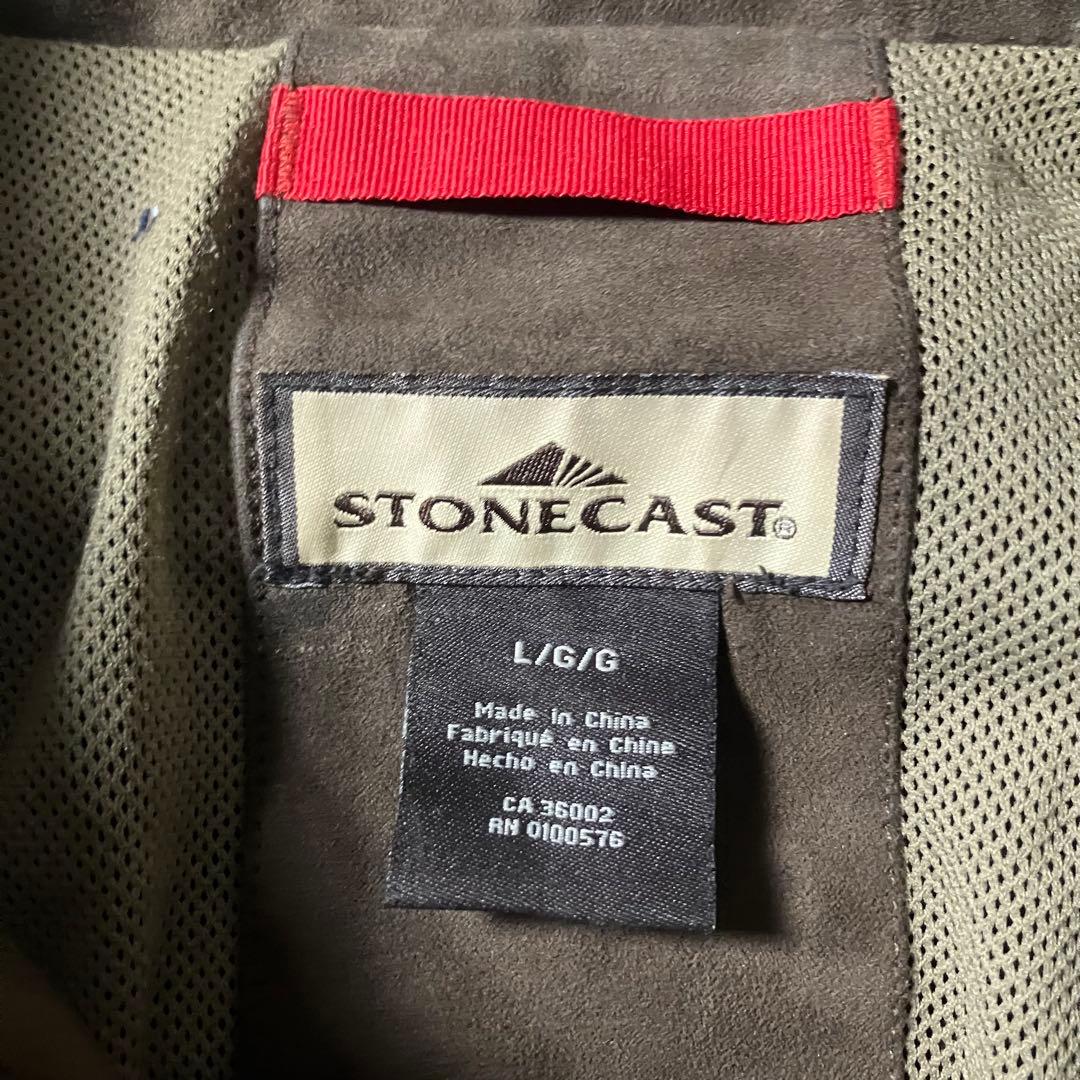 STONECAST®
L/G/G
Made in China
Fabriqué en Chine
Hecho en China
CA 36002
RN 0100576